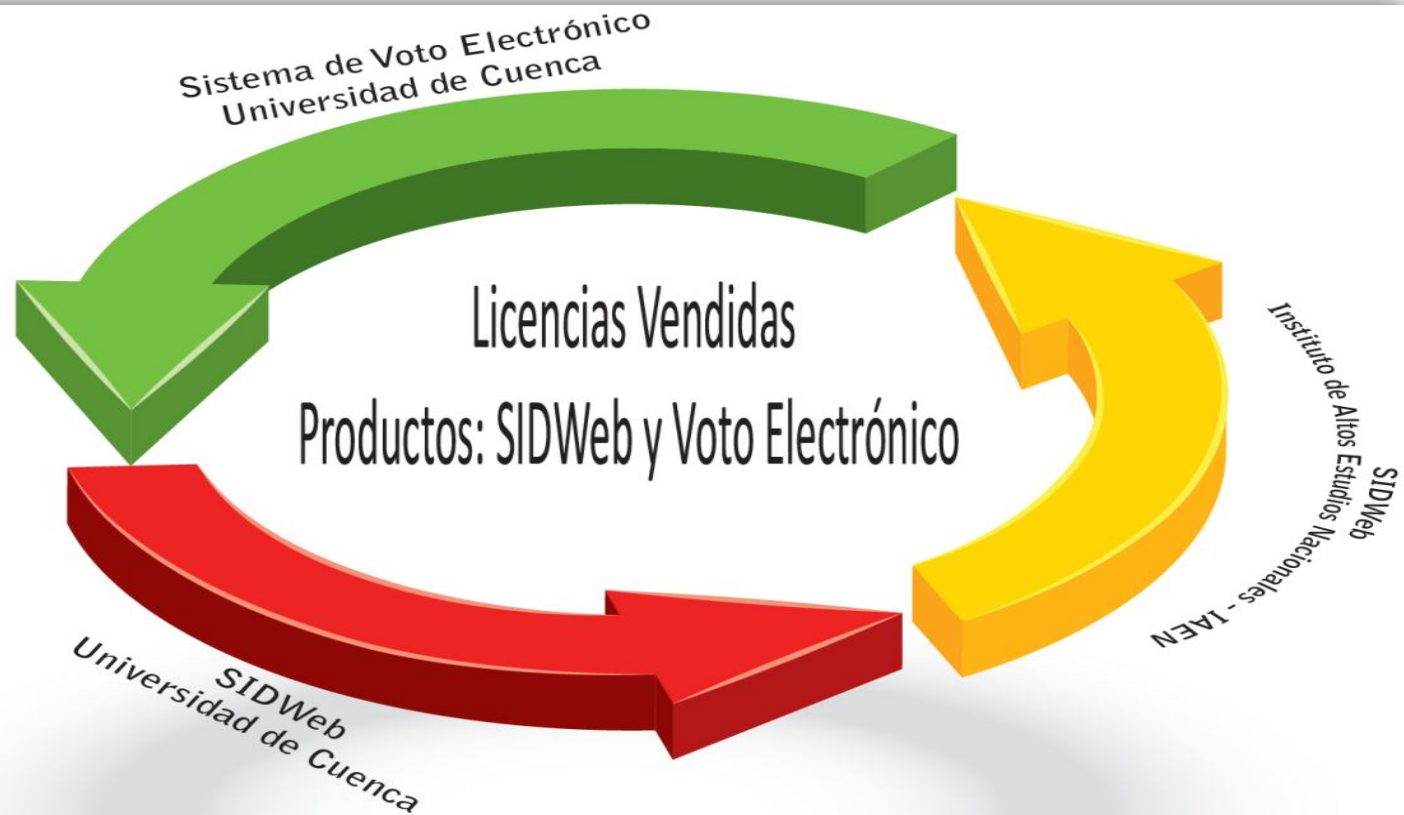 Sistema de Voto Electrónico
Universidad de Cuenca
Licencias Vendidas
Productos: SIDWeb y Voto Electrónico
SIDWeb
Instituto de Altos Estudios Nacionales - IAEN
SIDWeb
Universidad de Cuenca